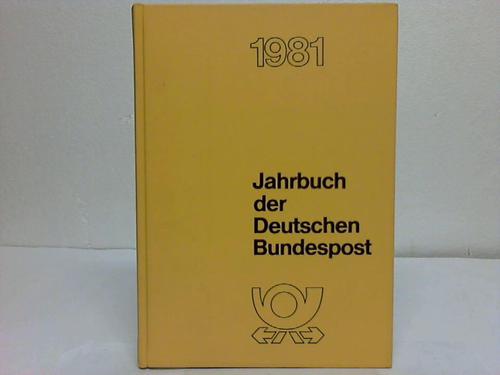 1981
Jahrbuch
der
Deutschen
Bundespost